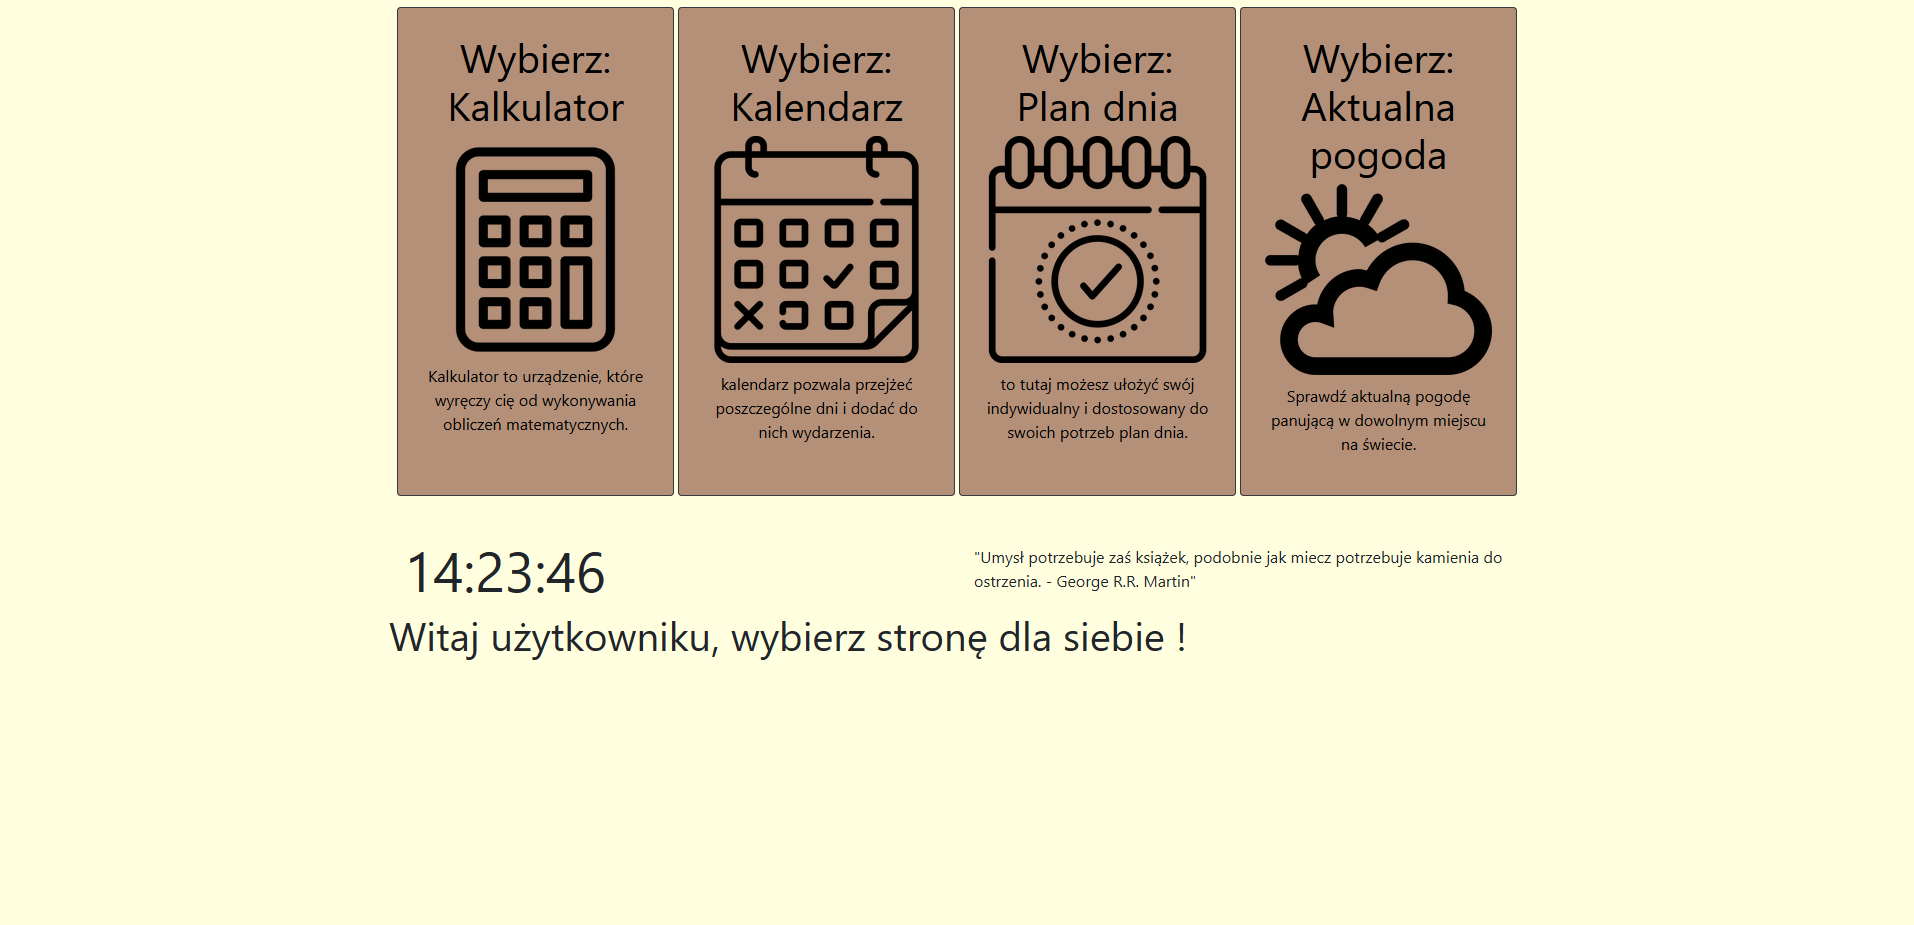 Wybierz:
Kalkulator
Kalkulator to urządzenie, które
wyręczy cię od wykonywania
obliczeń matematycznych.
Wybierz:
Kalendarz
kalendarz pozwala przejżeć
poszczególne dni i dodać do
nich wydarzenia.
Wybierz:
Plan dnia
to tutaj możesz ułożyć swój
indywidualny i dostosowany do
swoich potrzeb plan dnia.
Wybierz:
Aktualna
pogoda
Sprawdź aktualną pogodę
panującą w dowolnym miejscu
na świecie.
14:23:46
"Umysł potrzebuje zaś książek, podobnie jak miecz potrzebuje kamienia do
ostrzenia. - George R.R. Martin"
Witaj użytkowniku, wybierz stronę dla siebie !